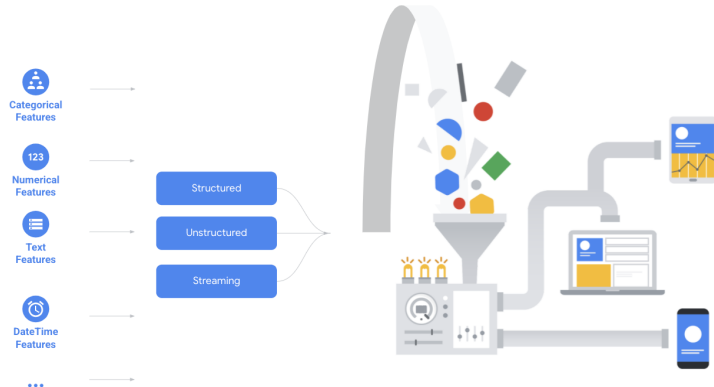 Categorical
Features
123
Numerical
Features
Text
Features
DateTime
Features
...
Structured
Unstructured
Streaming